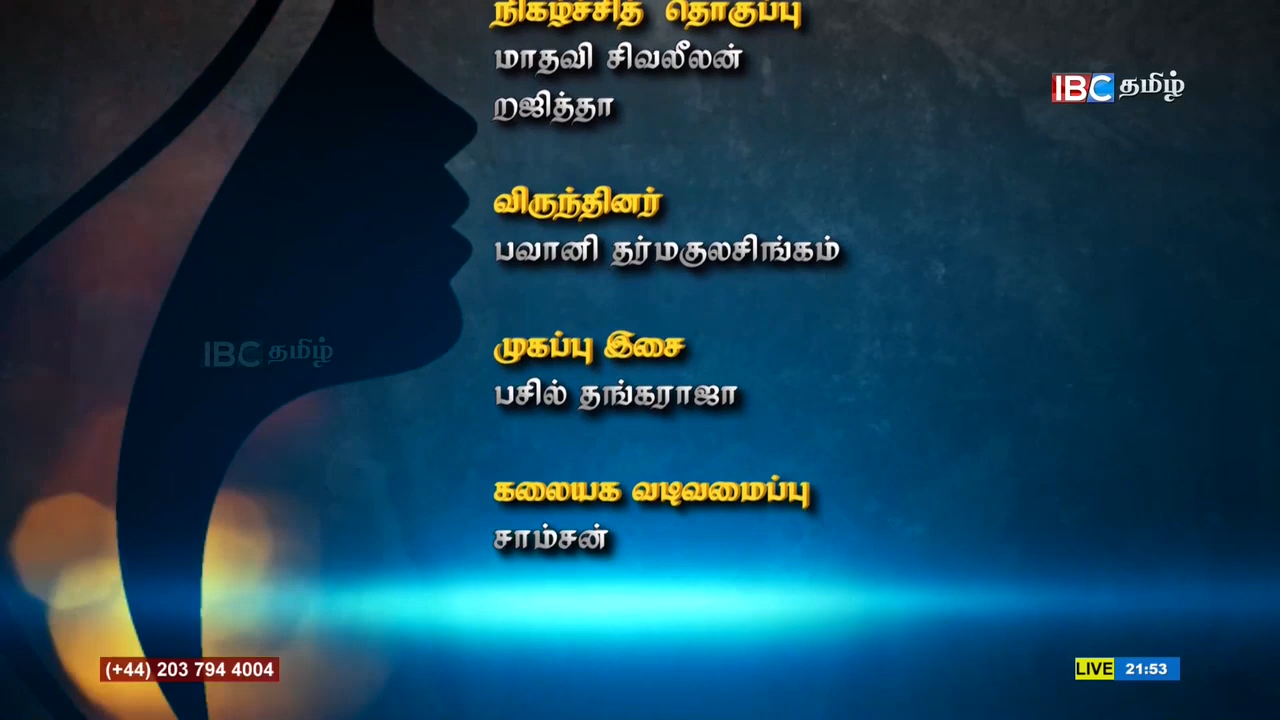 நிகழ்ச்சித் தொகுப்பு
மாதவி சிவலீலன்
றஜித்தா
IBC தமிழ்
விருந்தினர்
பவானி தர்மகுலசிங்கம்
முகப்பு இசை
IBC தமிழ்
பசில் தங்கராஜா
கலையக வடிவமைப்பு
சாம்சன்
(+44) 203 794 4004
LIVE 21:53